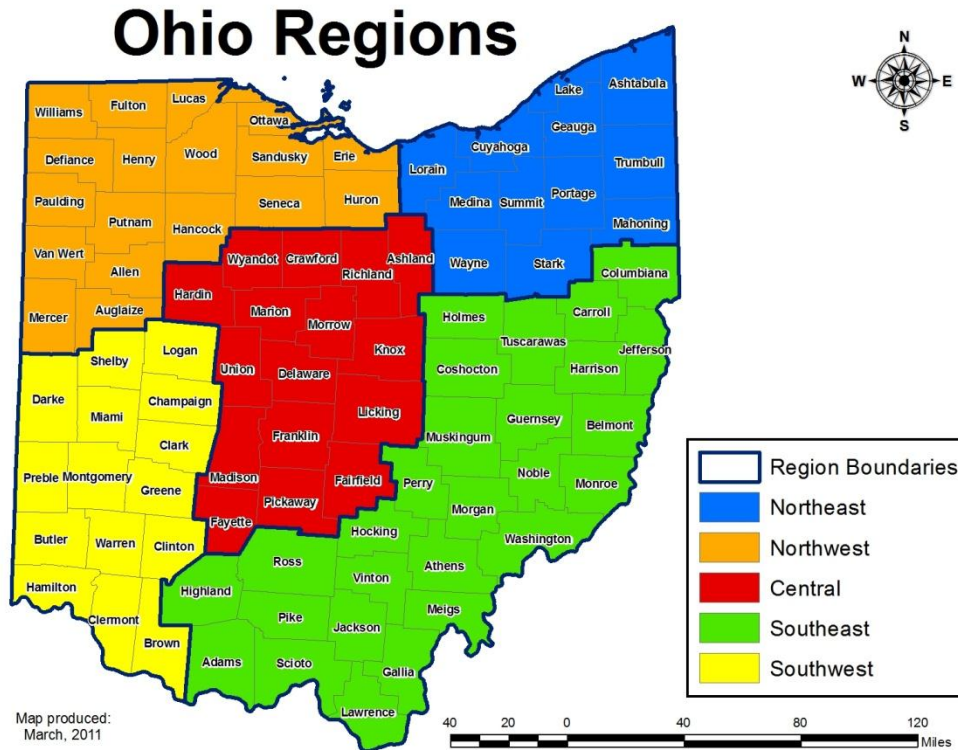 Ohio Regions
N
W E
S
Williams
Fulton
Lucas
Ottawa
Defiance
Henry
Wood
Sandusky
Erie
Paulding
Putnam
Hancock
Seneca
Huron
Van Wert
Allen
Mercer
Auglaize
Lake
Ashtabula
Geauga
Cuyahoga
Lorain
Trumbull
Medina
Summit
Portage
Mahoning
Wayne
Stark
Wyandot
Crawford
Richland
Ashland
Hardin
Marion
Morrow
Knox
Union
Delaware
Licking
Franklin
Madison
Fairfield
Pickaway
Fayette
Columbiana
Carroll
Holmes
Tuscarawas
Jefferson
Coshocton
Harrison
Guernsey
Belmont
Muskingum
Noble
Monroe
Perry
Morgan
Washington
Hocking
Ross
Athens
Vinton
Highland
Pike
Meigs
Jackson
Adams
Scioto
Gallia
Lawrence
Logan
Shelby
Darke
Miami
Champaign
Clark
Preble
Montgomery
Greene
Butler
Warren
Clinton
Hamilton
Clermont
Brown
Region Boundaries
Northeast
Northwest
Central
Southeast
Southwest
Map produced:
March, 2011
40 20 0 40 80 120
Miles